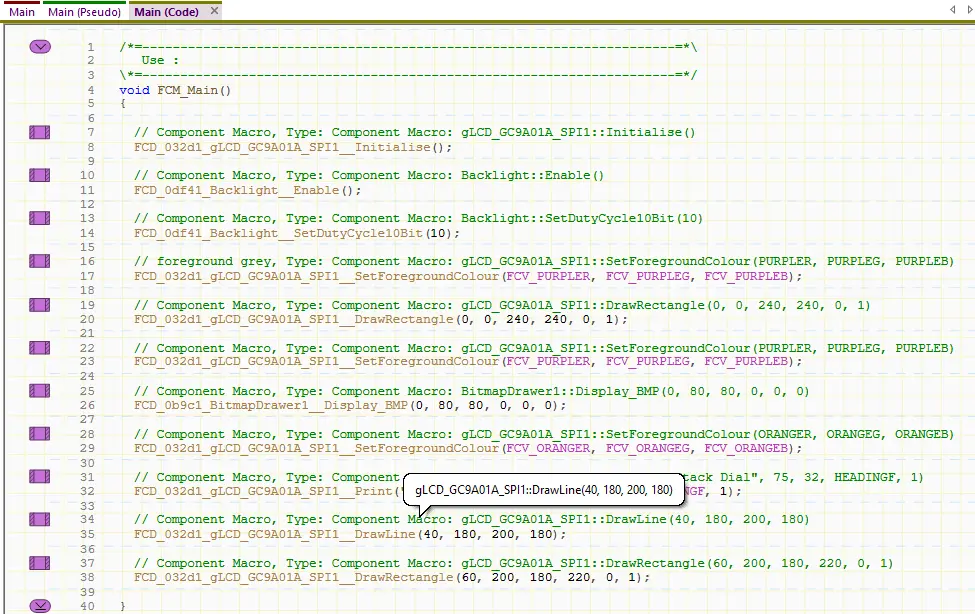 Main Main (Pseudo) Main (Code)
1 /*=----------------------------------------------------------------------=*\
2 Use :
3 \*=----------------------------------------------------------------------=*/
4 void FCM_Main()
5 {
6
7 // Component Macro, Type: Component Macro: gLCD_GC9A01A_SPI1::Initialise()
8 FCD_032d1_gLCD_GC9A01A_SPI1__Initialise();
9
10 // Component Macro, Type: Component Macro: Backlight::Enable()
11 FCD_0df41_Backlight__Enable();
12
13 // Component Macro, Type: Component Macro: Backlight::SetDutyCycle10Bit(10)
14 FCD_0df41_Backlight__SetDutyCycle10Bit(10);
15
16 // foreground grey, Type: Component Macro: gLCD_GC9A01A_SPI1::SetForegroundColour(PURPLER, PURPLEG, PURPLEB)
17 FCD_032d1_gLCD_GC9A01A_SPI1__SetForegroundColour(FCV_PURPLER, FCV_PURPLEG, FCV_PURPLEB);
18
19 // Component Macro, Type: Component Macro: gLCD_GC9A01A_SPI1::DrawRectangle(0, 0, 240, 240, 0, 1)
20 FCD_032d1_gLCD_GC9A01A_SPI1__DrawRectangle(0, 0, 240, 240, 0, 1);
21
22 // Component Macro, Type: Component Macro: gLCD_GC9A01A_SPI1::SetForegroundColour(PURPLER, PURPLEG, PURPLEB)
23 FCD_032d1_gLCD_GC9A01A_SPI1__SetForegroundColour(FCV_PURPLER, FCV_PURPLEG, FCV_PURPLEB);
24
25 // Component Macro, Type: Component Macro: BitmapDrawer1::Display_BMP(0, 80, 80, 0, 0, 0)
26 FCD_0b9c1_BitmapDrawer1__Display_BMP(0, 80, 80, 0, 0, 0);
27
28 // Component Macro, Type: Component Macro: gLCD_GC9A01A_SPI1::SetForegroundColour(ORANGER, ORANGEG, ORANGEB)
29 FCD_032d1_gLCD_GC9A01A_SPI1__SetForegroundColour(FCV_ORANGER, FCV_ORANGEG, FCV_ORANGEB);
30
31 // Component Macro, Type: Component tack Dial", 75, 32, HEADINGF, 1)
32 FCD_032d1_gLCD_GC9A01A_SPI1__Print( NGF, 1);
gLCD_GC9A01A_SPI1::DrawLine(40, 180, 200, 180)
33
34 // Component Macro, Type: Component Macro: gLCD_GC9A01A_SPI1::DrawLine(40, 180, 200, 180)
35 FCD_032d1_gLCD_GC9A01A_SPI1__DrawLine(40, 180, 200, 180);
36
37 // Component Macro, Type: Component Macro: gLCD_GC9A01A_SPI1::DrawRectangle(60, 200, 180, 220, 0, 1)
38 FCD_032d1_gLCD_GC9A01A_SPI1__DrawRectangle(60, 200, 180, 220, 0, 1);
39
40 }